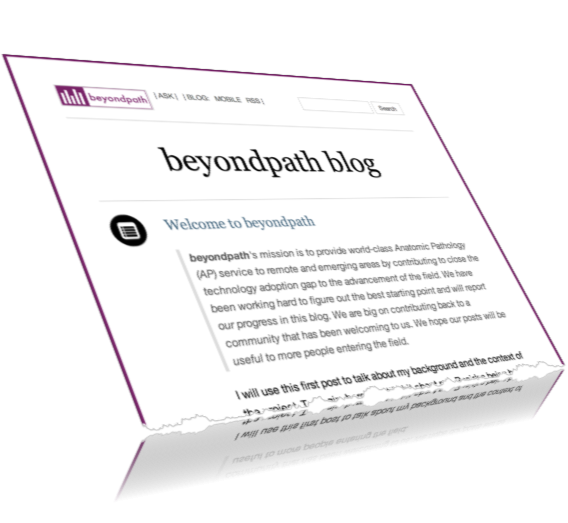 beyondpath [ASK] [BLOG: MOBILE RSS]
Search
beyondpath blog
Welcome to beyondpath
beyondpath's mission is to provide world-class Anatomic Pathology
(AP) service to remote and emerging areas by contributing to close the
technology adoption gap to the advancement of the field. We have
been working hard to figure out the best starting point and will report
our progress in this blog. We are big on contributing back to a
community that has been welcoming to us. We hope our posts will be
useful to more people entering the field.
I will use this first post to talk about my background and the context of
the project.